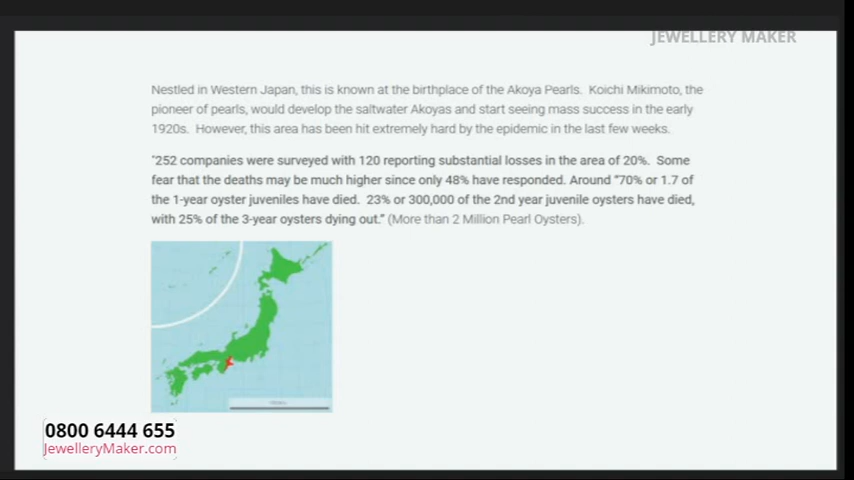 JEWELLERY MAKER
Nestled in Western Japan, this is known at the birthplace of the Akoya Pearls. Koichi Mikimoto, the
pioneer of pearls, would develop the saltwater Akoyas and start seeing mass success in the early
1920s. However, this area has been hit extremely hard by the epidemic in the last few weeks.
"252 companies were surveyed with 120 reporting substantial losses in the area of 20%. Some
fear that the deaths may be much higher since only 48% have responded. Around "70% or 1.7 of
the 1-year oyster juveniles have died. 23% or 300,000 of the 2nd year juvenile oysters have died,
with 25% of the 3-year oysters dying out." (More than 2 Million Pearl Oysters).
0800 6444 655
JewelleryMaker.com